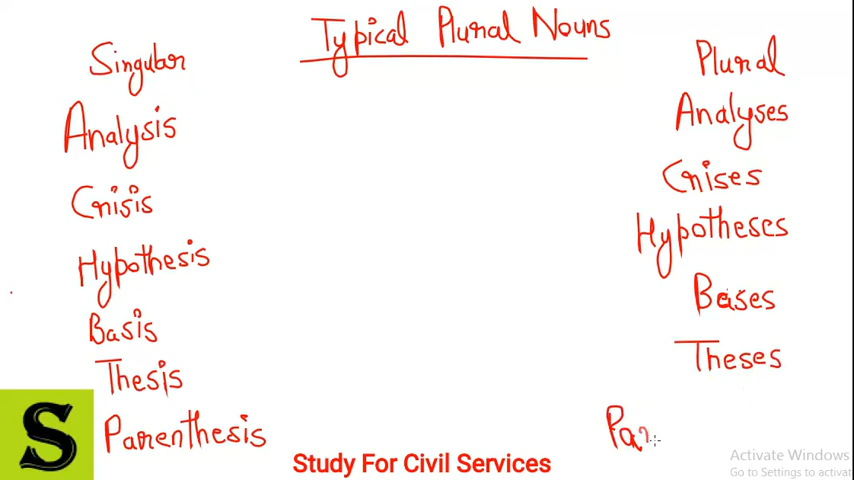 Typical Plural Nouns
Singular Plural
Analysis Analyses
Crisis Crises
Hypothesis Hypotheses
Basis Bases
Thesis Theses
Parenthesis Par
S
Study For Civil Services
Activate Windows
Go to Settings to activat